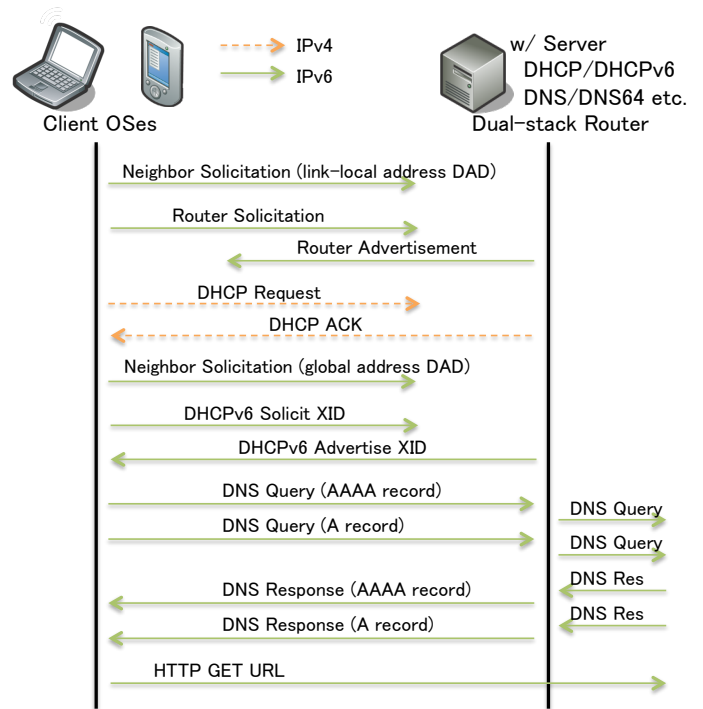 IPv4
IPv6
w/ Server
DHCP/DHCPv6
DNS/DNS64 etc.
Client OSes
Dual-stack Router
Neighbor Solicitation (link-local address DAD)
Router Solicitation
Router Advertisement
DHCP Request
DHCP ACK
Neighbor Solicitation (global address DAD)
DHCPv6 Solicit XID
DHCPv6 Advertise XID
DNS Query (AAAA record)
DNS Query
DNS Query (A record)
DNS Query
DNS Res
DNS Response (AAAA record)
DNS Res
DNS Response (A record)
HTTP GET URL